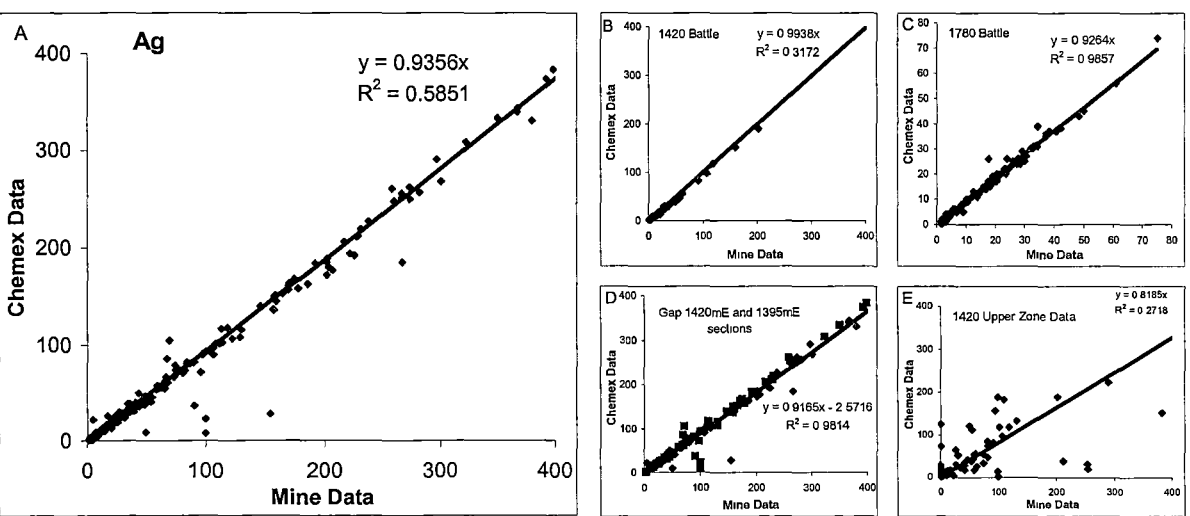 A
Ag
y = 0.9356x
R² = 0.5851
400
300
200
100
0
0 100 200 300 400
Chemex Data
Mine Data
B
1420 Battle
y = 0.9938x
R² = 0.3172
400
300
200
100
0
0 100 200 300 400
Chemex Data
Mine Data
C
1780 Battle
y = 0.9264x
R² = 0.9857
80
70
60
50
40
30
20
10
0
0 10 20 30 40 50 60 70 80
Chemex Data
Mine Data
D
Gap 1420mE and 1395mE
sections
y = 0 9165x - 2 5716
R² = 0.9814
400
300
200
100
0
0 100 200 300 400
Chemex Data
Mine Data
E
1420 Upper Zone Data
y = 0 8185x
R² = 0 2718
400
300
200
100
0
0 100 200 300 400
Chemex Data
Mine Data